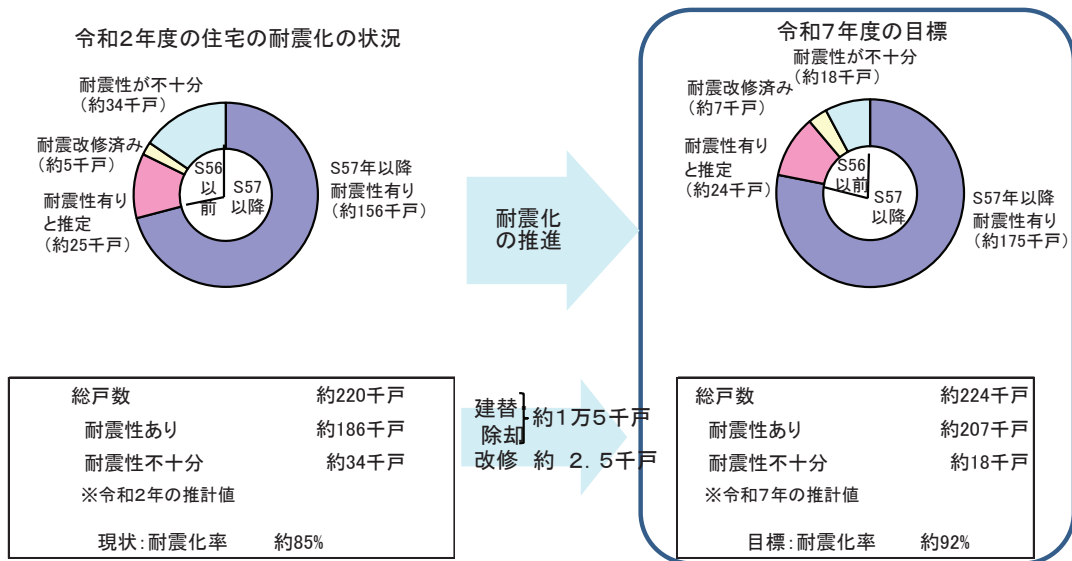 令和2年度の住宅の耐震化の状況
耐震性が不十分
(約34千戸)
耐震改修済み
(約5千戸)
耐震性有り
と推定
(約25千戸)
S56
以
前
S57
以降
S57年以降
耐震性有り
(約156千戸)
耐震化
の推進
令和7年度の目標
耐震性が不十分
(約18千戸)
耐震改修済み
(約7千戸)
耐震性有り
と推定
(約24千戸)
S56
以前
S57
以降
S57年以降
耐震性有り
(約175千戸)
総戸数 約220千戸
耐震性あり 約186千戸
耐震性不十分 約34千戸
※令和2年の推計値
現状:耐震化率 約85%
建替
除却
約1万5千戸
改修 約 2.5千戸
総戸数 約224千戸
耐震性あり 約207千戸
耐震性不十分 約18千戸
※令和7年の推計値
目標:耐震化率 約92%